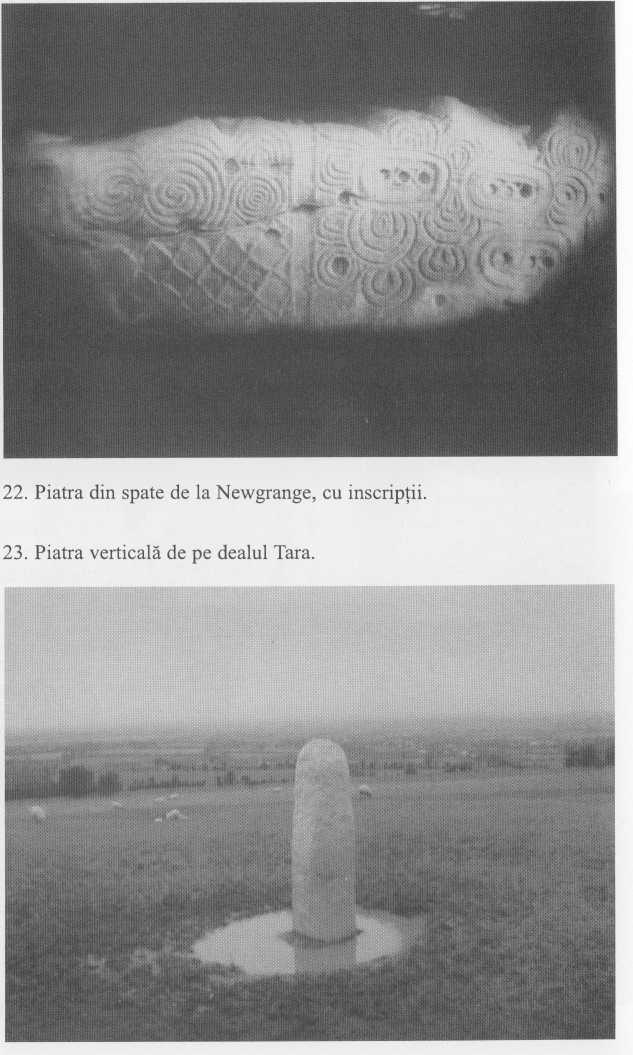 22. Piatra din spate de la Newgrange, cu inscripții.
23. Piatra verticală de pe dealul Tara.